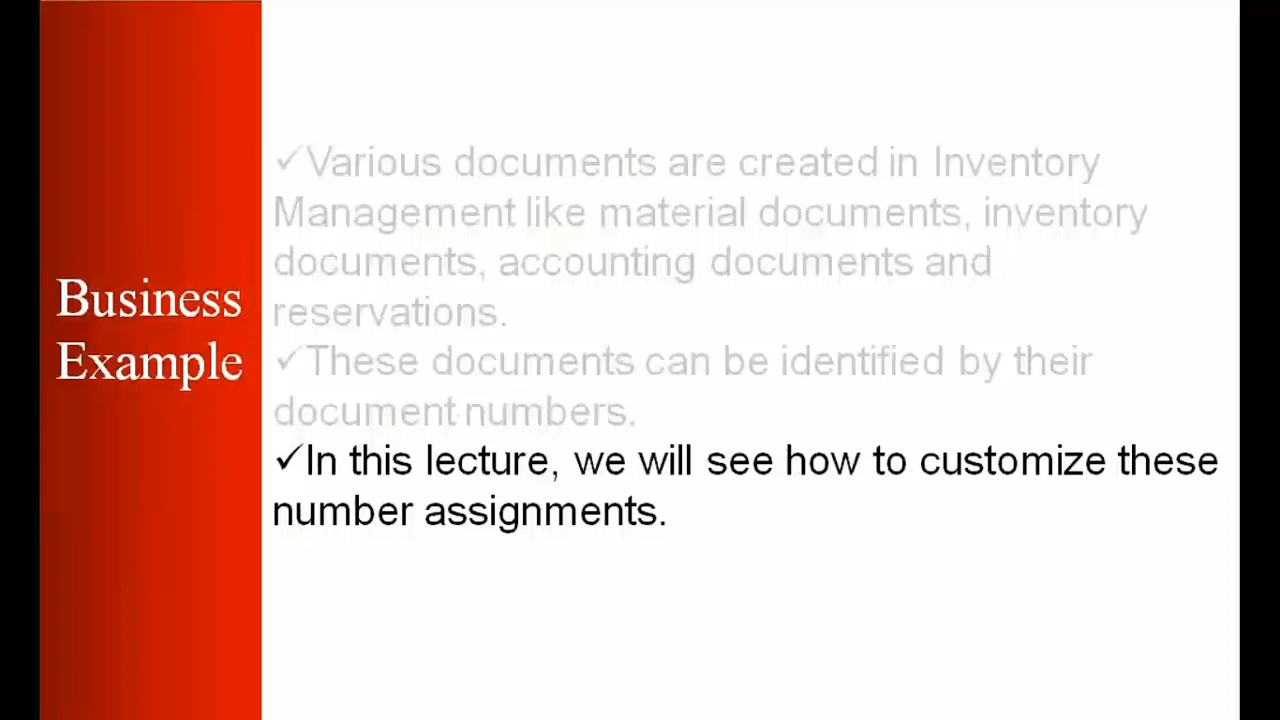 Business
Example
✓Various documents are created in Inventory
Management like material documents, inventory
documents, accounting documents and
reservations.
✓These documents can be identified by their
document numbers.
✓In this lecture, we will see how to customize these
number assignments.